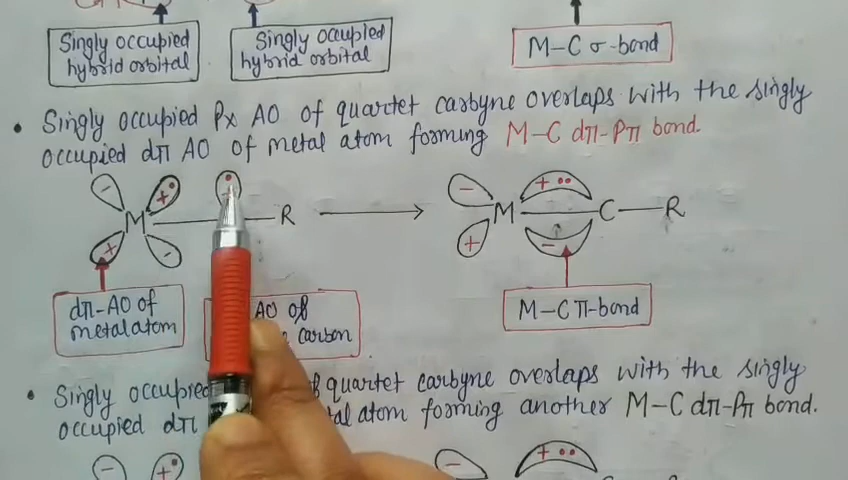 Singly occupied
hybrid orbital
Singly occupied
hybrid orbital
M-C σ-bond
• Singly occupied Px AO of quartet carbyne overlaps with the singly
occupied dπ AO of metal atom forming M-C dπ-Pπ bond.
- + •
M R
+ -
- + ••
M C R
+ -
dπ-AO of
metal atom
AO of
carbon
M-C π-bond
• Singly occupied quartet carbyne overlaps with the singly
occupied dπ atom forming another M-C dπ-Pπ bond.
- + •
- + ••